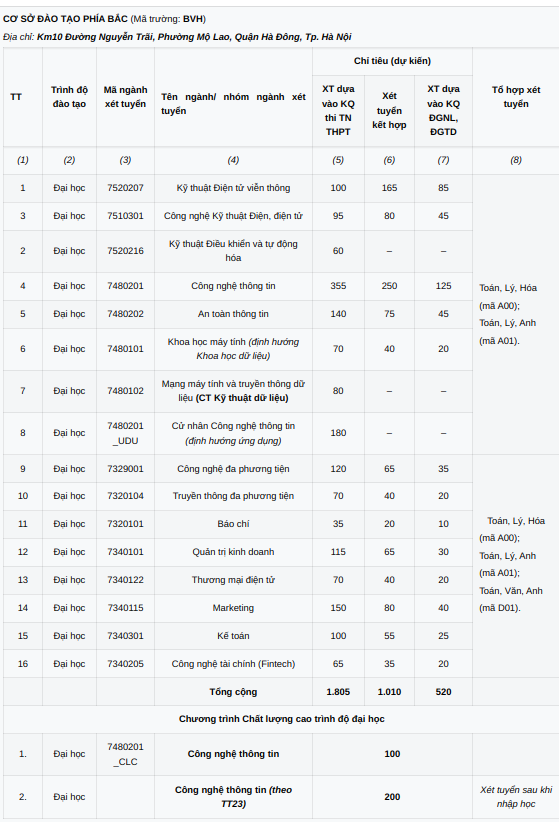 CƠ SỞ ĐÀO TẠO PHÍA BẮC (Mã trường: BVH)
Địa chỉ: Km10 Đường Nguyễn Trãi, Phường Mộ Lao, Quận Hà Đông, Tp. Hà Nội
TT
Trình độ
đào tạo
Mã ngành
xét tuyển
Tên ngành/ nhóm ngành xét
tuyển
Chỉ tiêu (dự kiến)
XT dựa
vào KQ
thi TN
THPT
Xét
tuyển
kết hợp
XT dựa
vào KQ
ĐGNL,
ĐGTD
Tổ hợp xét
tuyển
(1) (2) (3) (4) (5) (6) (7) (8)
1 Đại học 7520207 Kỹ thuật Điện tử viễn thông 100 165 85
3 Đại học 7510301 Công nghệ Kỹ thuật Điện, điện tử 95 80 45
2 Đại học 7520216 Kỹ thuật Điều khiển và tự động
hóa 60 – –
4 Đại học 7480201 Công nghệ thông tin 355 250 125
5 Đại học 7480202 An toàn thông tin 140 75 45
6 Đại học 7480101 Khoa học máy tính (định hướng
Khoa học dữ liệu) 70 40 20
7 Đại học 7480102 Mạng máy tính và truyền thông dữ
liệu (CT Kỹ thuật dữ liệu) 80 – –
8 Đại học 7480201
_UDU Cử nhân Công nghệ thông tin
(định hướng ứng dụng) 180 – –
Toán, Lý, Hóa
(mã A00);
Toán, Lý, Anh
(mã A01).
9 Đại học 7329001 Công nghệ đa phương tiện 120 65 35
10 Đại học 7320104 Truyền thông đa phương tiện 70 40 20
11 Đại học 7320101 Báo chí 35 20 10
12 Đại học 7340101 Quản trị kinh doanh 115 65 30
13 Đại học 7340122 Thương mại điện tử 70 40 20
14 Đại học 7340115 Marketing 150 80 40
15 Đại học 7340301 Kế toán 100 55 25
16 Đại học 7340205 Công nghệ tài chính (Fintech) 65 35 20
Toán, Lý, Hóa
(mã A00);
Toán, Lý, Anh
(mã A01);
Toán, Văn, Anh
(mã D01).
Tổng cộng 1.805 1.010 520
Chương trình Chất lượng cao trình độ đại học
1. Đại học 7480201
_CLC Công nghệ thông tin 100
2. Đại học Công nghệ thông tin (theo
TT23) 200 Xét tuyển sau khi
nhập học